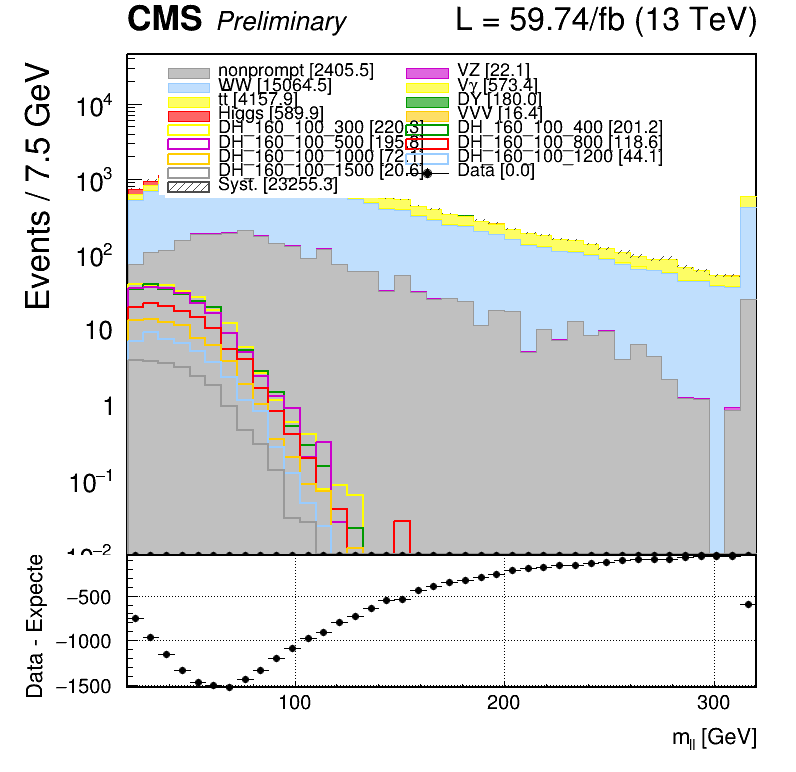 CMS Preliminary L = 59.74/fb (13 TeV)
nonprompt [2405.5] VZ [22.1]
WW [15064.5] Vγ [573.4]
tt [4157.9] DY [180.0]
Higgs [589.9] VVV [16.4]
DH_160_100_300 [220.3] DH_160_100_400 [201.2]
DH_160_100_500 [195.8] DH_160_100_800 [118.6]
DH_160_100_1000 [72.1] DH_160_100_1200 [44.1]
DH_160_100_1500 [20.6] Data [0.0]
Syst. [23255.3]
Events / 7.5 GeV
10⁴
10³
10²
10
1
10⁻¹
10⁻²
Data - Expecte
−500
−1000
−1500
100 200 300
m_ll [GeV]